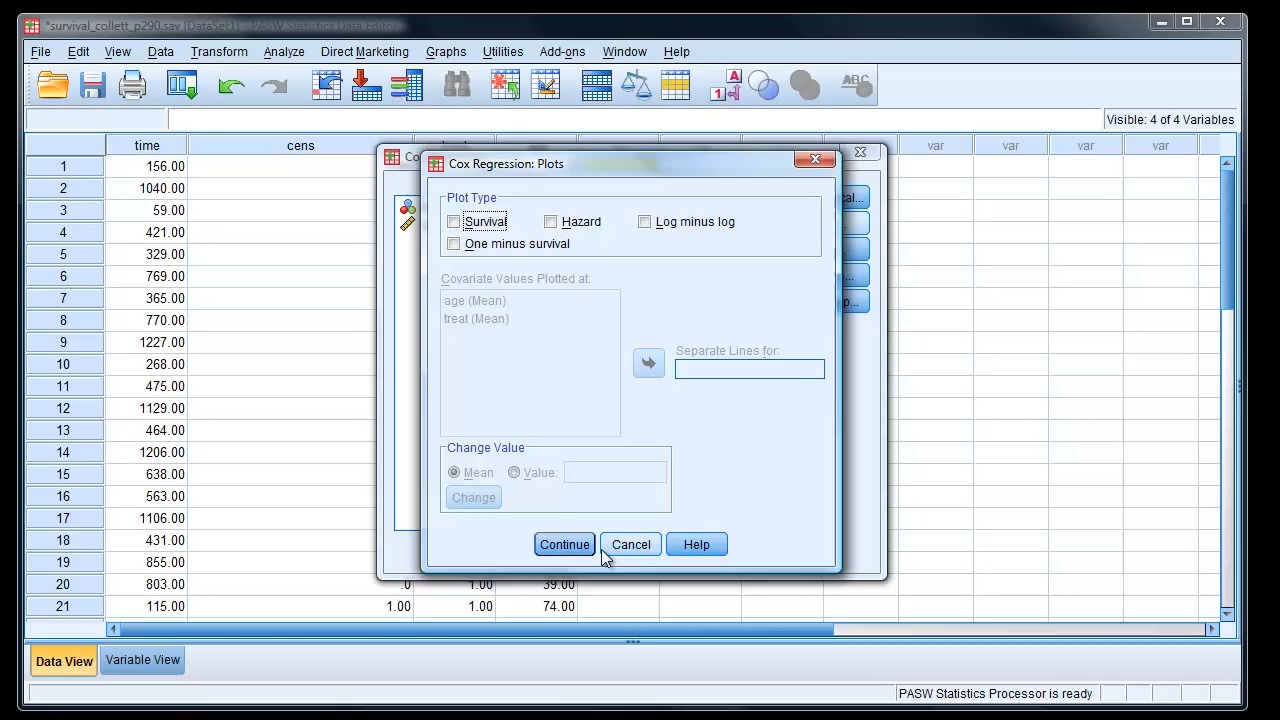 *survival_collett_p290.sav [DataSet1] - PASW Statistics Data Editor
File Edit View Data Transform Analyze Direct Marketing Graphs Utilities Add-ons Window Help
Visible: 4 of 4 Variables
time cens var var var var
1 156.00
2 1040.00
3 59.00
4 421.00
5 329.00
6 769.00
7 365.00
8 770.00
9 1227.00
10 268.00
11 475.00
12 1129.00
13 464.00
14 1206.00
15 638.00
16 563.00
17 1106.00
18 431.00
19 855.00
20 803.00 .0 1.00 39.00
21 115.00 1.00 1.00 74.00
Co
cal...
...
p...
Cox Regression: Plots
Plot Type
Survival Hazard Log minus log
One minus survival
Covariate Values Plotted at:
age (Mean)
treat (Mean)
Separate Lines for:
Change Value
Mean Value:
Change
Continue Cancel Help
Data View Variable View
PASW Statistics Processor is ready